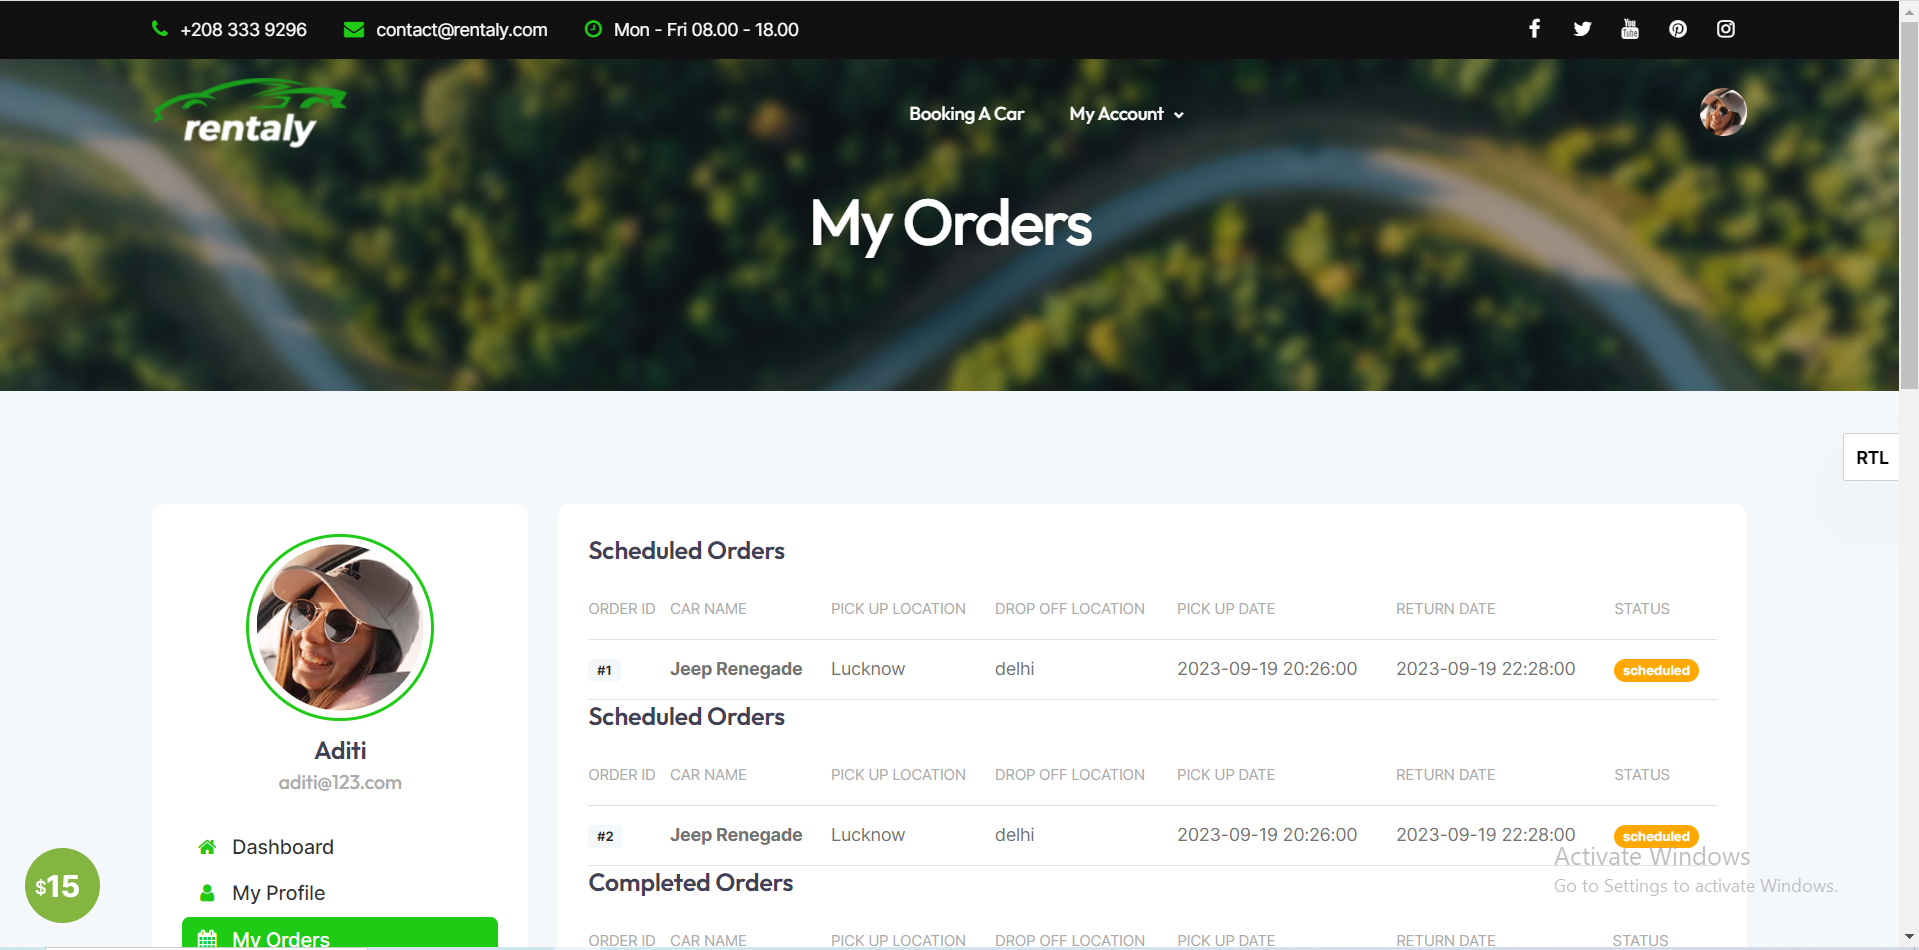 +208 333 9296 contact@rentaly.com Mon - Fri 08.00 - 18.00
You Tube
rentaly
Booking A Car My Account
My Orders
RTL
Scheduled Orders
ORDER ID CAR NAME PICK UP LOCATION DROP OFF LOCATION PICK UP DATE RETURN DATE STATUS
#1 Jeep Renegade Lucknow delhi 2023-09-19 20:26:00 2023-09-19 22:28:00 scheduled
Scheduled Orders
ORDER ID CAR NAME PICK UP LOCATION DROP OFF LOCATION PICK UP DATE RETURN DATE STATUS
#2 Jeep Renegade Lucknow delhi 2023-09-19 20:26:00 2023-09-19 22:28:00 scheduled
Completed Orders
ORDER ID CAR NAME PICK UP LOCATION DROP OFF LOCATION PICK UP DATE RETURN DATE STATUS
Aditi
aditi@123.com
Dashboard
My Profile
My Orders
$15
Activate Windows
Go to Settings to activate Windows.